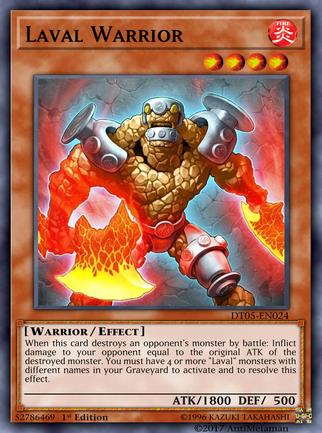 Laval Warrior
FIRE
炎
DT05-EN024
[Warrior / Effect]
When this card destroys an opponent's monster by battle: Inflict
damage to your opponent equal to the original ATK of the
destroyed monster. You must have 4 or more "Laval" monsters with
different names in your Graveyard to activate and to resolve this
effect.
ATK/1800 DEF/ 500
52786469 1st Edition ©1996 KAZUKI TAKAHASHI
©2017 AntiMetaman